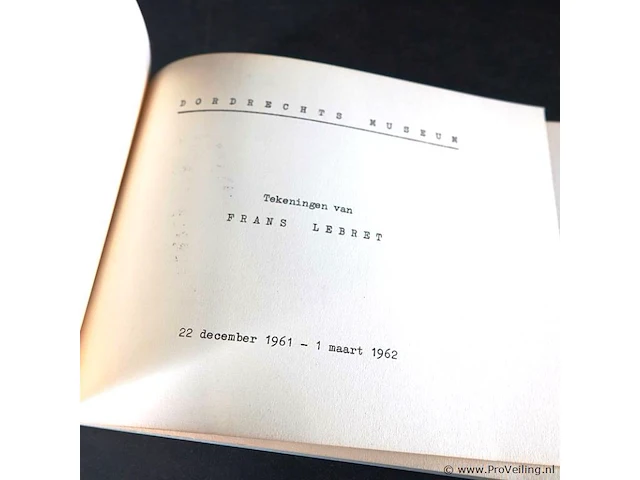 DORDRECHTS MUSEUM
Tekeningen van
FRANS LEBRET
22 december 1961 - 1 maart 1962
© www.ProVeiling.nl